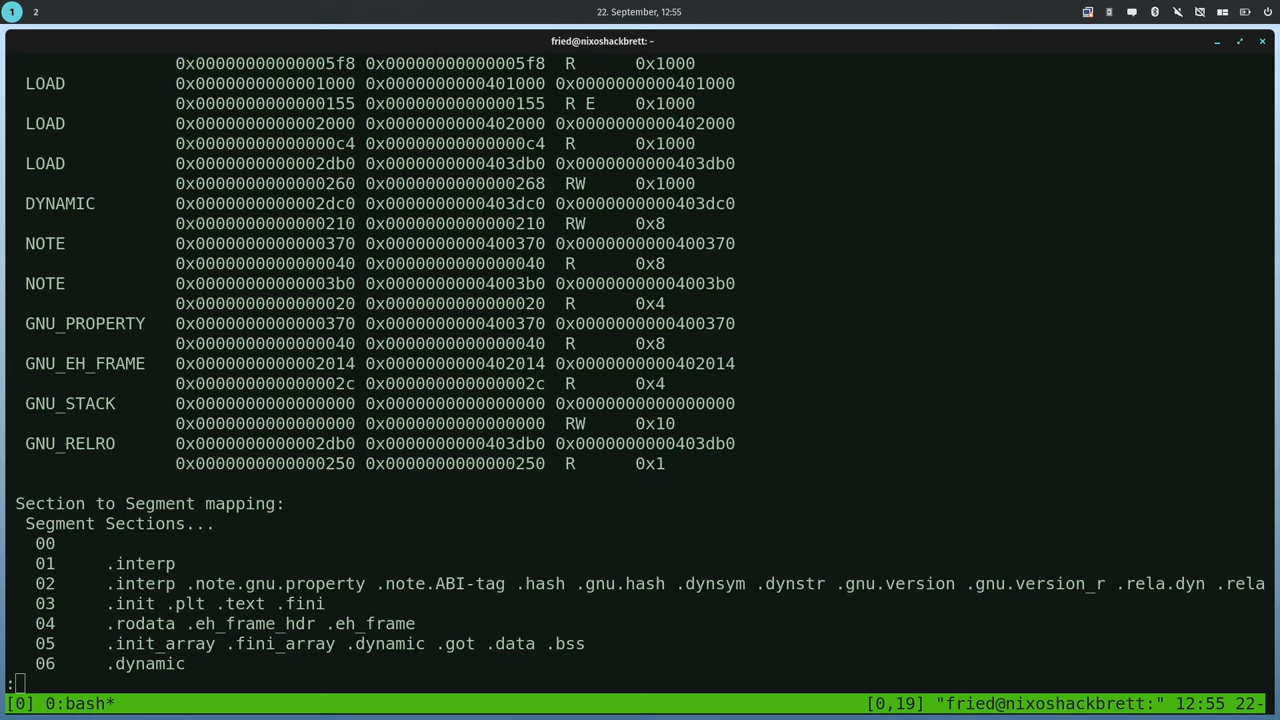 1 2 22. September, 12:55
fried@nixoshackbrett: ~
0x00000000000005f8 0x00000000000005f8 R 0x1000
LOAD 0x0000000000001000 0x0000000000401000 0x0000000000401000
0x0000000000000155 0x0000000000000155 R E 0x1000
LOAD 0x0000000000002000 0x0000000000402000 0x0000000000402000
0x00000000000000c4 0x00000000000000c4 R 0x1000
LOAD 0x0000000000002db0 0x0000000000403db0 0x0000000000403db0
0x0000000000000260 0x0000000000000268 RW 0x1000
DYNAMIC 0x0000000000002dc0 0x0000000000403dc0 0x0000000000403dc0
0x0000000000000210 0x0000000000000210 RW 0x8
NOTE 0x0000000000000370 0x0000000000400370 0x0000000000400370
0x0000000000000040 0x0000000000000040 R 0x8
NOTE 0x00000000000003b0 0x00000000004003b0 0x00000000004003b0
0x0000000000000020 0x0000000000000020 R 0x4
GNU_PROPERTY 0x0000000000000370 0x0000000000400370 0x0000000000400370
0x0000000000000040 0x0000000000000040 R 0x8
GNU_EH_FRAME 0x0000000000002014 0x0000000000402014 0x0000000000402014
0x000000000000002c 0x000000000000002c R 0x4
GNU_STACK 0x0000000000000000 0x0000000000000000 0x0000000000000000
0x0000000000000000 0x0000000000000000 RW 0x10
GNU_RELRO 0x0000000000002db0 0x0000000000403db0 0x0000000000403db0
0x0000000000000250 0x0000000000000250 R 0x1
Section to Segment mapping:
Segment Sections...
00
01 .interp
02 .interp .note.gnu.property .note.ABI-tag .hash .gnu.hash .dynsym .dynstr .gnu.version .gnu.version_r .rela.dyn .rela
03 .init .plt .text .fini
04 .rodata .eh_frame_hdr .eh_frame
05 .init_array .fini_array .dynamic .got .data .bss
06 .dynamic
:
[0] 0:bash* [0,19] "fried@nixoshackbrett:" 12:55 22-